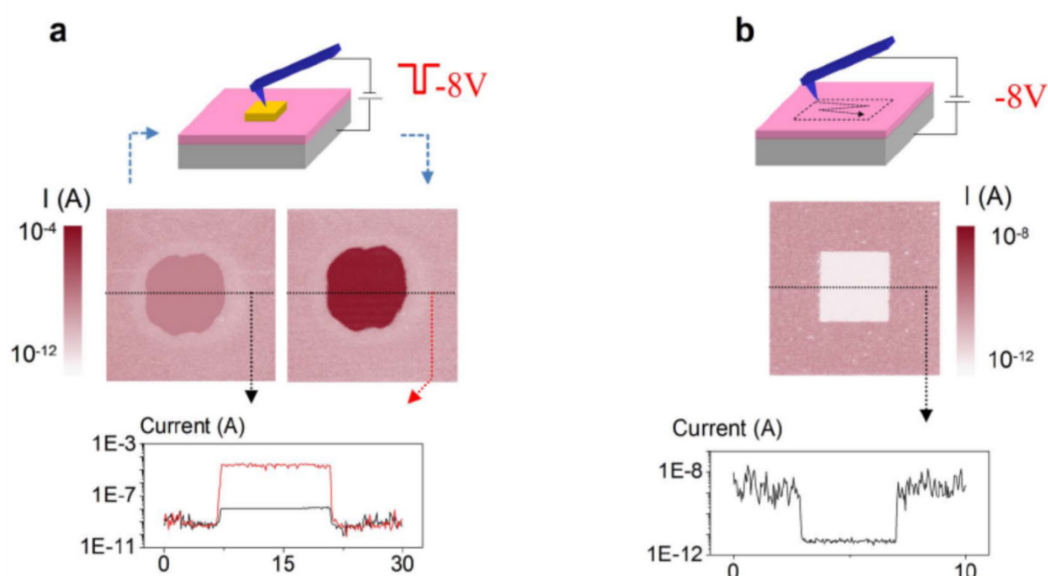 a
-8V
I (A)
10-4
10-12
Current (A)
1E-3
1E-7
1E-11
0 15 30
b
-8V
I (A)
10-8
10-12
Current (A)
1E-8
1E-12
0 10